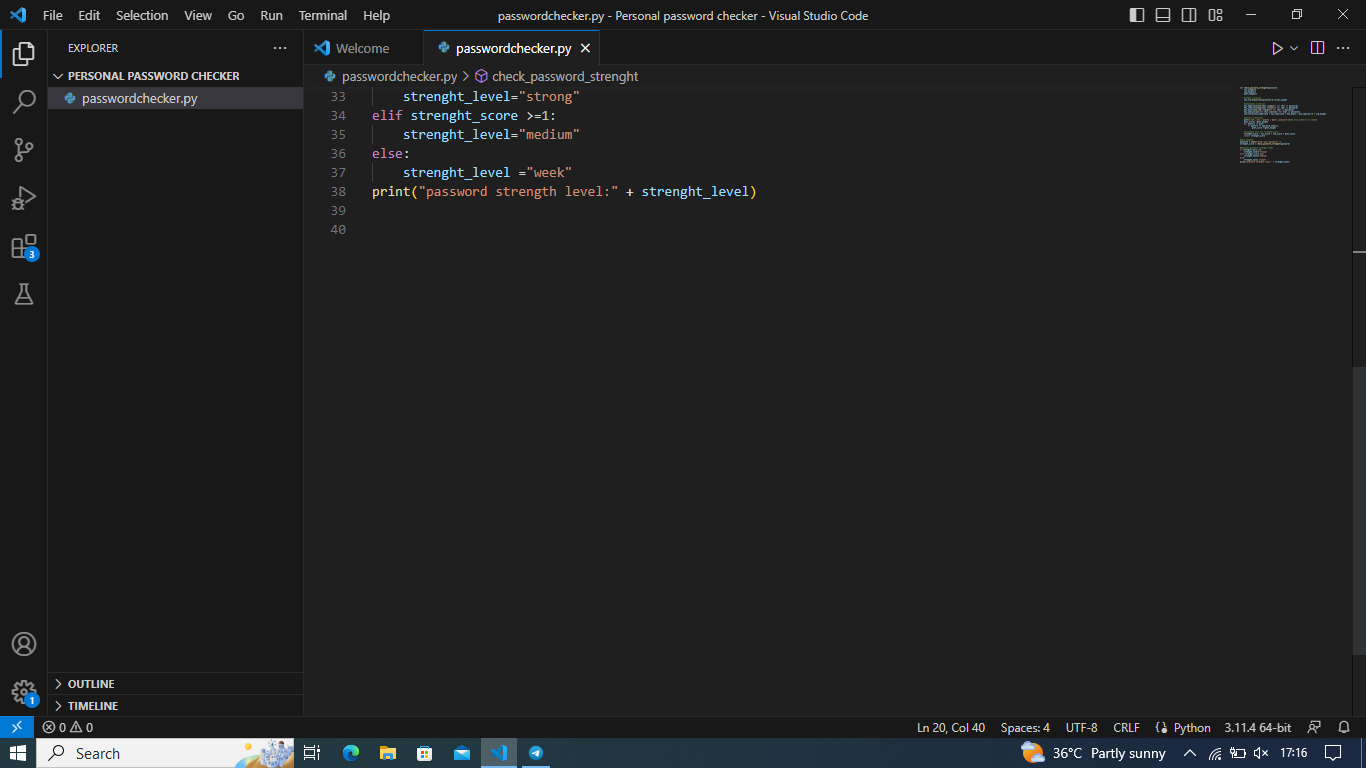 File Edit Selection View Go Run Terminal Help
passwordchecker.py - Personal password checker - Visual Studio Code
EXPLORER
PERSONAL PASSWORD CHECKER
passwordchecker.py
Welcome
passwordchecker.py
passwordchecker.py > check_password_strenght
33 strenght_level="strong"
34 elif strenght_score >=1:
35 strenght_level="medium"
36 else:
37 strenght_level ="week"
38 print("password strength level:" + strenght_level)
39
40
3
OUTLINE
1
TIMELINE
0 0
Ln 20, Col 40 Spaces: 4 UTF-8 CRLF Python 3.11.4 64-bit
Search
36°C Partly sunny
17:16